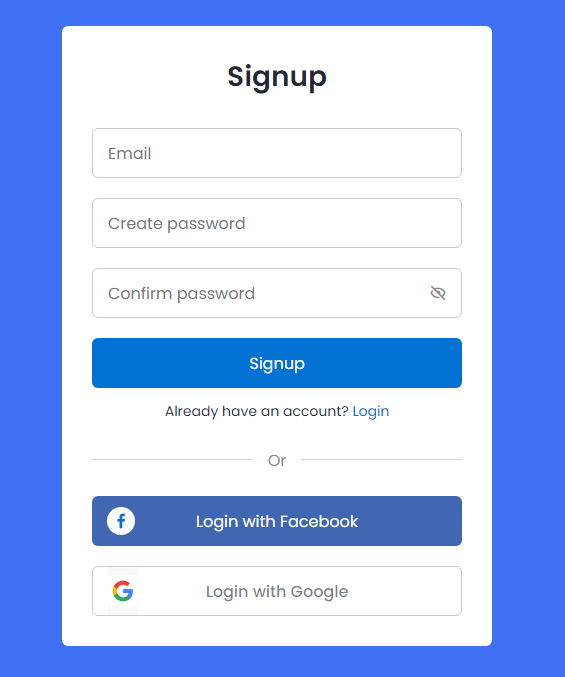 Signup
Email
Create password
Confirm password
Signup
Already have an account? Login
Or
Login with Facebook
Login with Google